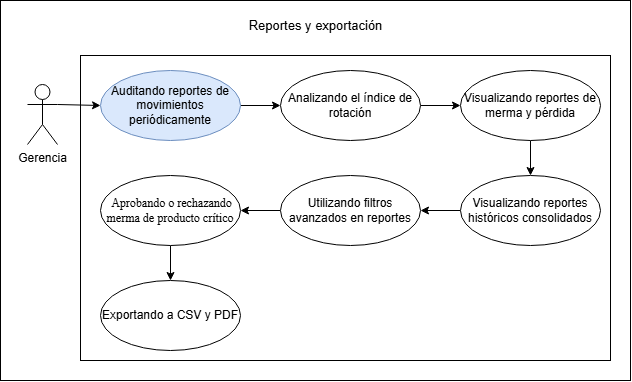 Reportes y exportación
Auditando reportes de
movimientos
periódicamente
Analizando el índice de
rotación
Visualizando reportes de
merma y pérdida
Gerencia
Aprobando o rechazando
merma de producto crítico
Utilizando filtros
avanzados en reportes
Visualizando reportes
históricos consolidados
Exportando a CSV y PDF